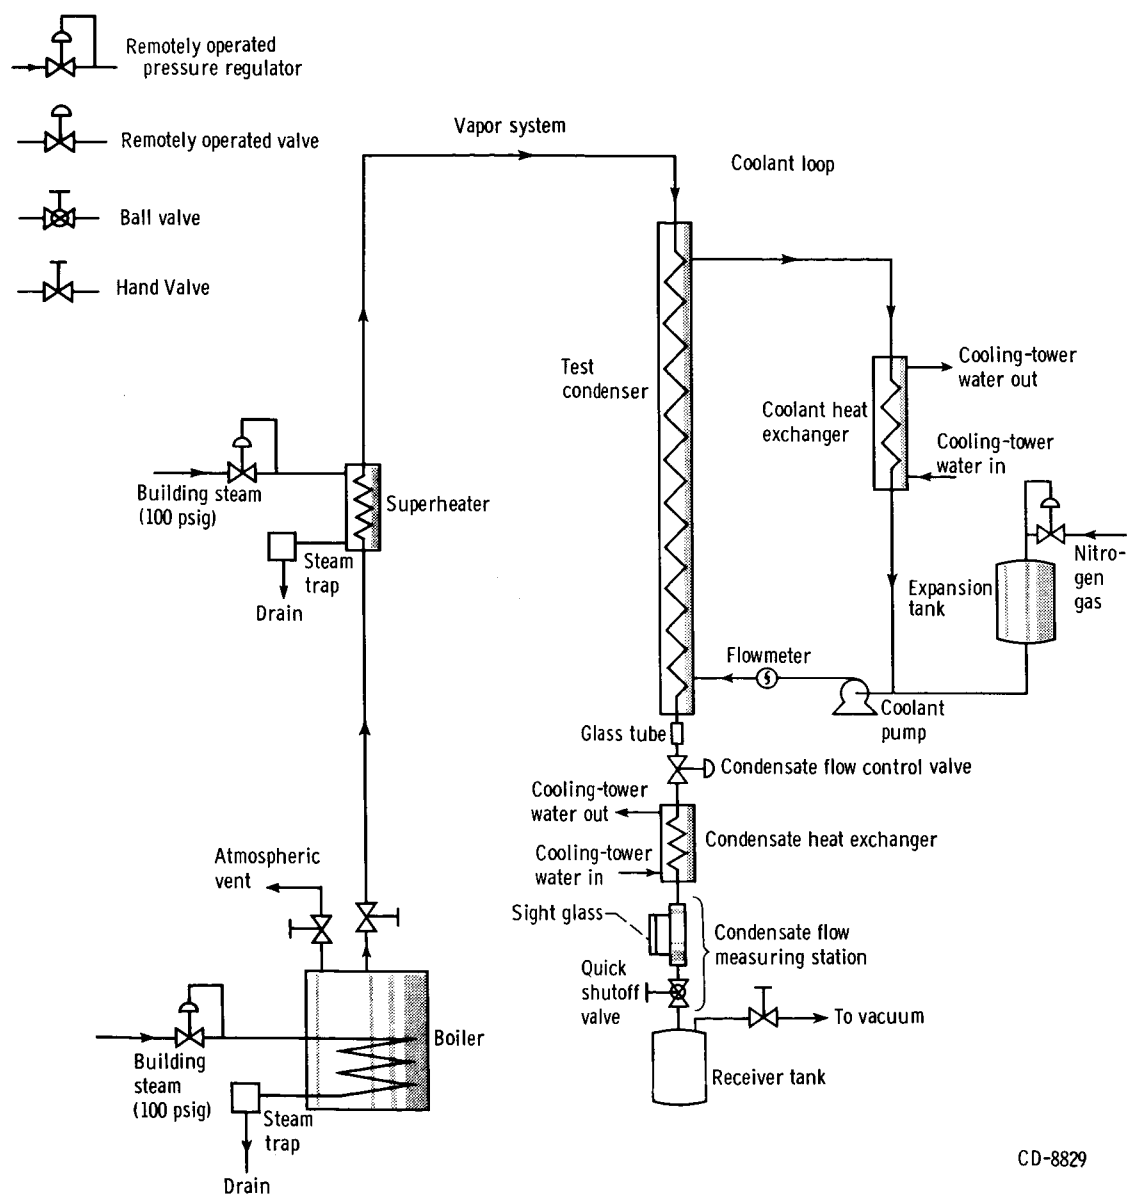 Remotely operated
pressure regulator
Remotely operated valve
Ball valve
Hand Valve
Vapor system
Coolant loop
Test
condenser
Cooling-tower
water out
Coolant heat
exchanger
Cooling-tower
water in
Building steam
(100 psig)
Superheater
Steam
trap
Drain
Nitro-
gen
gas
Expansion
tank
Flowmeter
Coolant
pump
Glass tube
Condensate flow control valve
Cooling-tower
water out
Condensate heat exchanger
Cooling-tower
water in
Atmospheric
vent
Sight glass
Condensate flow
measuring station
Quick
shutoff
valve
To vacuum
Receiver tank
Boiler
Building
steam
(100 psig)
Steam
trap
Drain
CD-8829